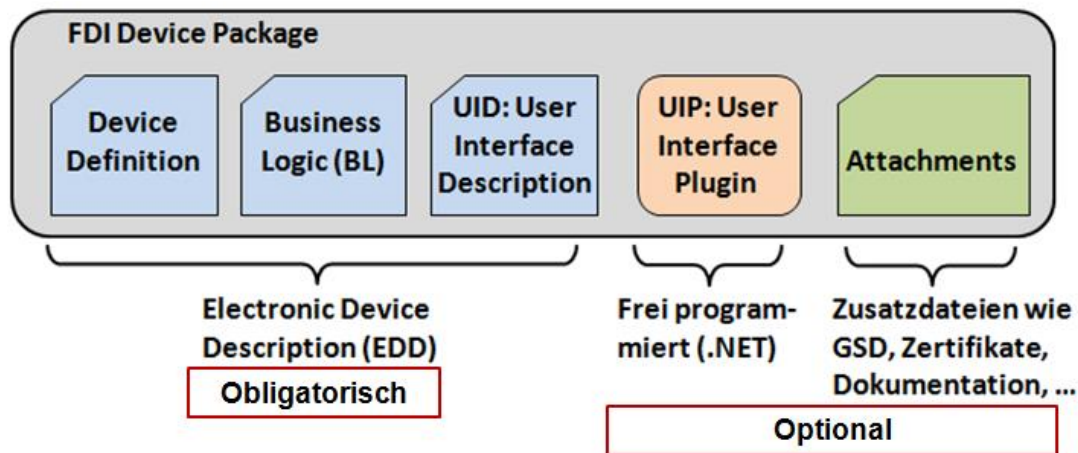 FDI Device Package
Device
Definition
Business
Logic (BL)
UID: User
Interface
Description
UIP: User
Interface
Plugin
Attachments
Electronic Device
Description (EDD)
Obligatorisch
Frei program-
miert (.NET)
Zusatzdateien wie
GSD, Zertifikate,
Dokumentation, ...
Optional